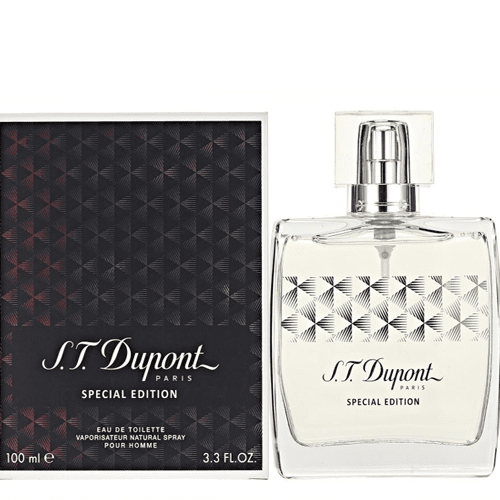 S.T. Dupont
PARIS
SPECIAL EDITION
EAU DE TOILETTE
VAPORISATEUR NATURAL SPRAY
POUR HOMME
100 ml e 3.3 FL.OZ.
S.T. Dupont
PARIS
SPECIAL EDITION